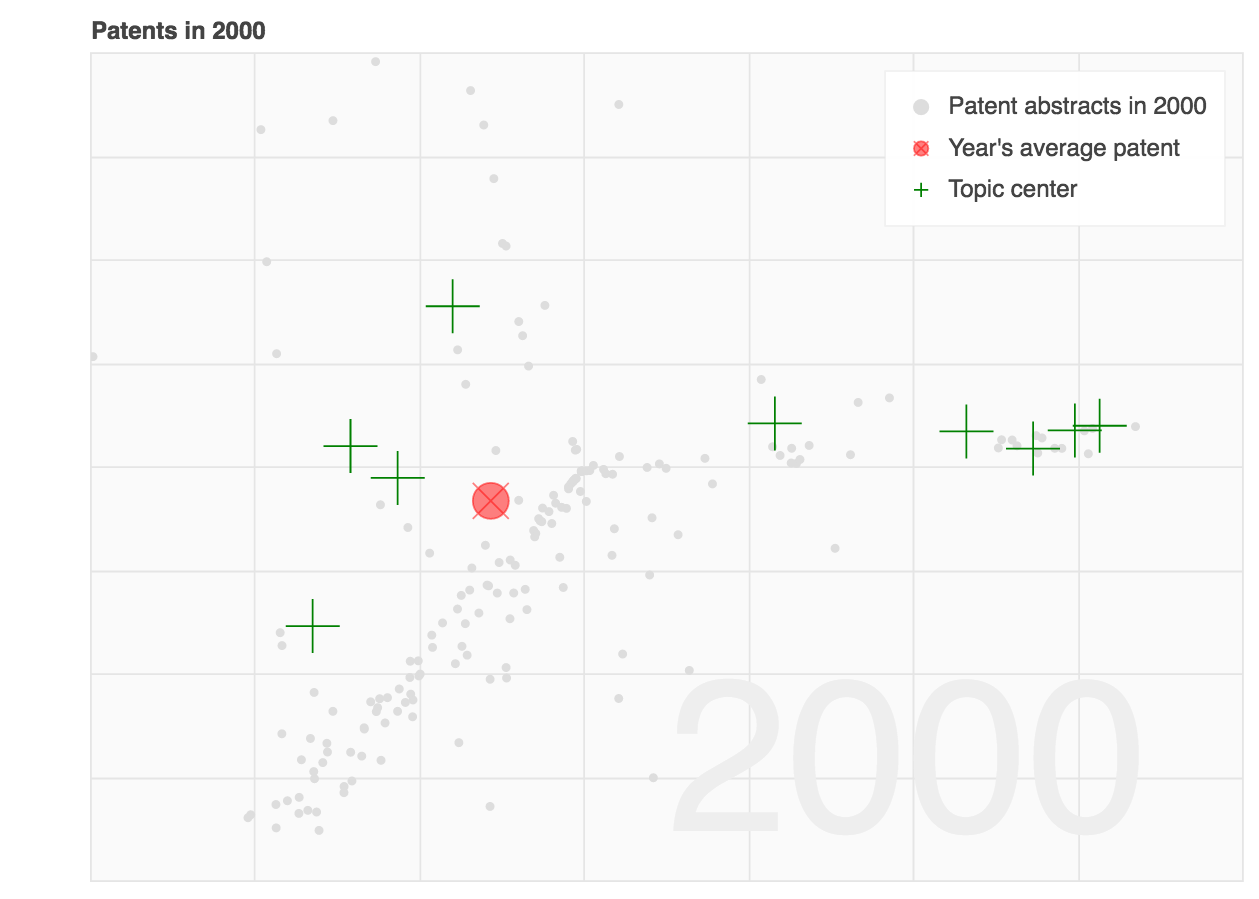 Patents in 2000
Patent abstracts in 2000
Year's average patent
Topic center
2000